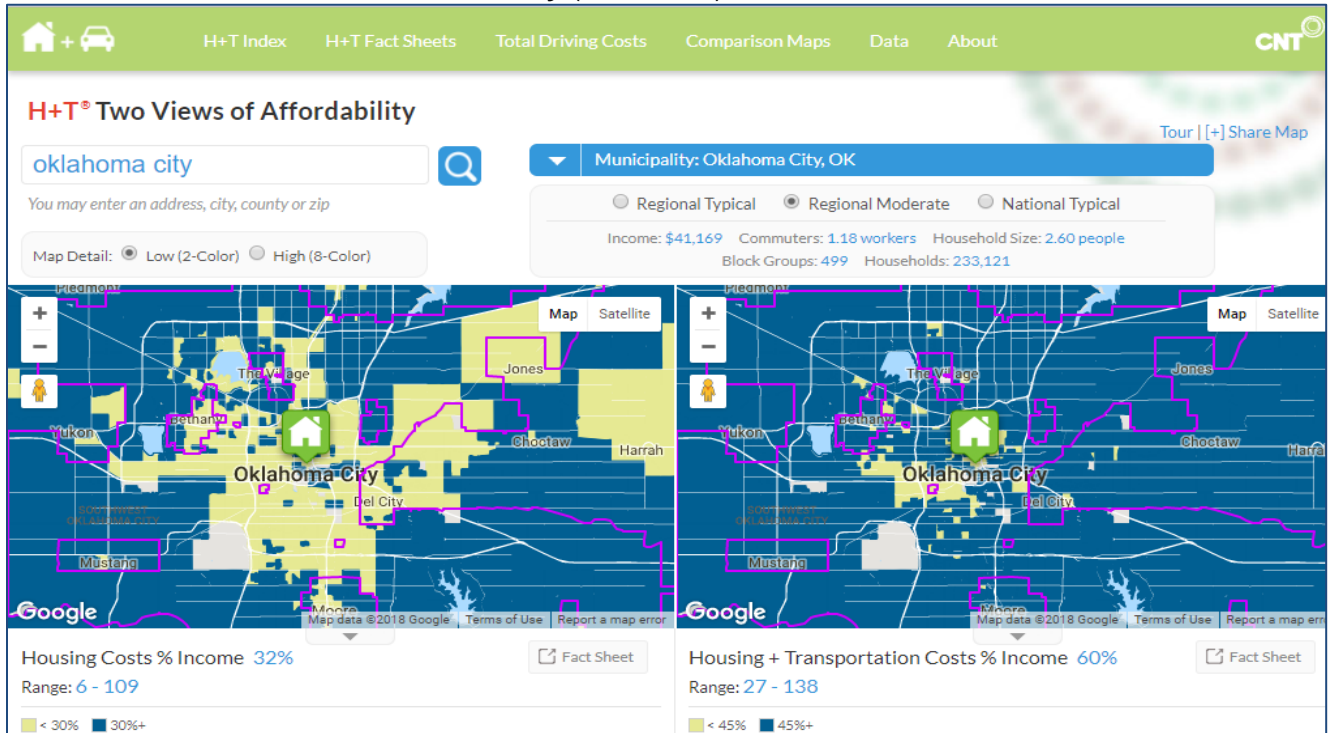 H+T Index H+T Fact Sheets Total Driving Costs Comparison Maps Data About CNT
H+T® Two Views of Affordability
Tour | [+] Share Map
oklahoma city
Municipality: Oklahoma City, OK
You may enter an address, city, county or zip
Regional Typical Regional Moderate National Typical
Income: $41,169 Commuters: 1.18 workers Household Size: 2.60 people
Block Groups: 499 Households: 233,121
Map Detail: Low (2-Color) High (8-Color)
Piedmont
+
−
Map Satellite
The Village
Jones
Bethany
Yukon
Choctaw
Harrah
Oklahoma City
Del City
SOUTHWEST
OKLAHOMA CITY
Mustang
Moore
Google
Map data ©2018 Google Terms of Use Report a map error
Piedmont
+
−
Map Satellite
The Village
Jones
Bethany
Yukon
Choctaw
Oklahoma City
Del City
SOUTHWEST
OKLAHOMA CITY
Mustang
Moore
Google
Map data ©2018 Google Terms of Use Report a map err
Housing Costs % Income 32%
Fact Sheet
Range: 6 - 109
< 30% 30%+
Housing + Transportation Costs % Income 60%
Fact Sheet
Range: 27 - 138
< 45% 45%+